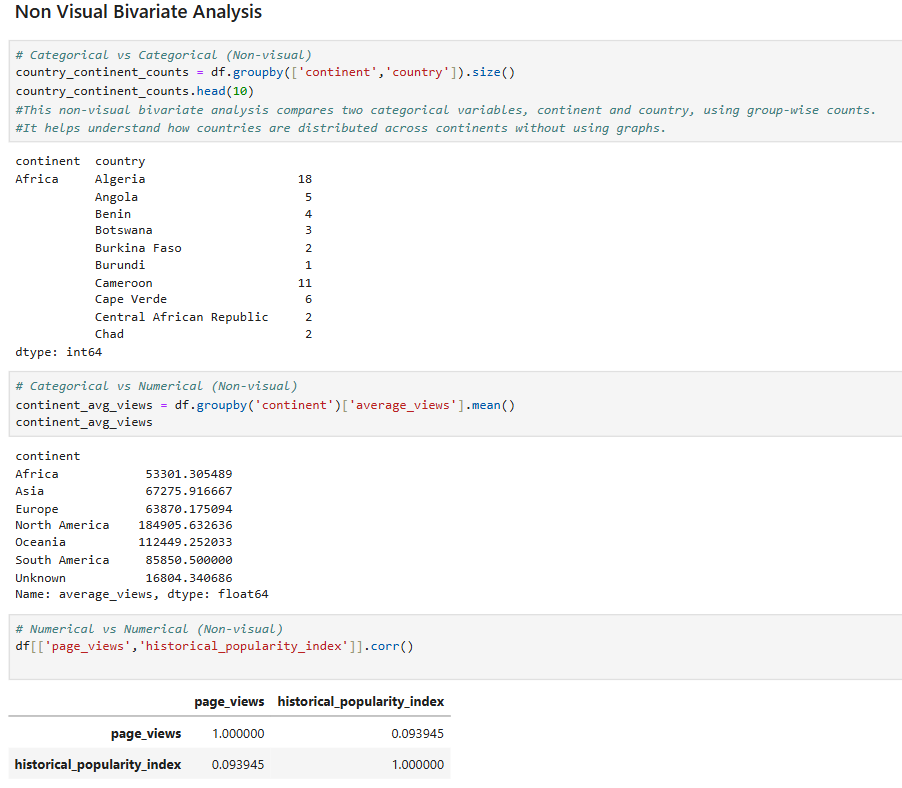 Non Visual Bivariate Analysis
# Categorical vs Categorical (Non-visual)
country_continent_counts = df.groupby(['continent','country']).size()
country_continent_counts.head(10)
#This non-visual bivariate analysis compares two categorical variables, continent and country, using group-wise counts.
#It helps understand how countries are distributed across continents without using graphs.
continent  country
Africa     Algeria                     18
           Angola                       5
           Benin                        4
           Botswana                     3
           Burkina Faso                 2
           Burundi                      1
           Cameroon                    11
           Cape Verde                   6
           Central African Republic     2
           Chad                         2
dtype: int64
# Categorical vs Numerical (Non-visual)
continent_avg_views = df.groupby('continent')['average_views'].mean()
continent_avg_views
continent
Africa            53301.305489
Asia              67275.916667
Europe            63870.175094
North America    184905.632636
Oceania          112449.252033
South America     85850.500000
Unknown           16804.340686
Name: average_views, dtype: float64
# Numerical vs Numerical (Non-visual)
df[['page_views','historical_popularity_index']].corr()
page_views historical_popularity_index
page_views 1.000000 0.093945
historical_popularity_index 0.093945 1.000000